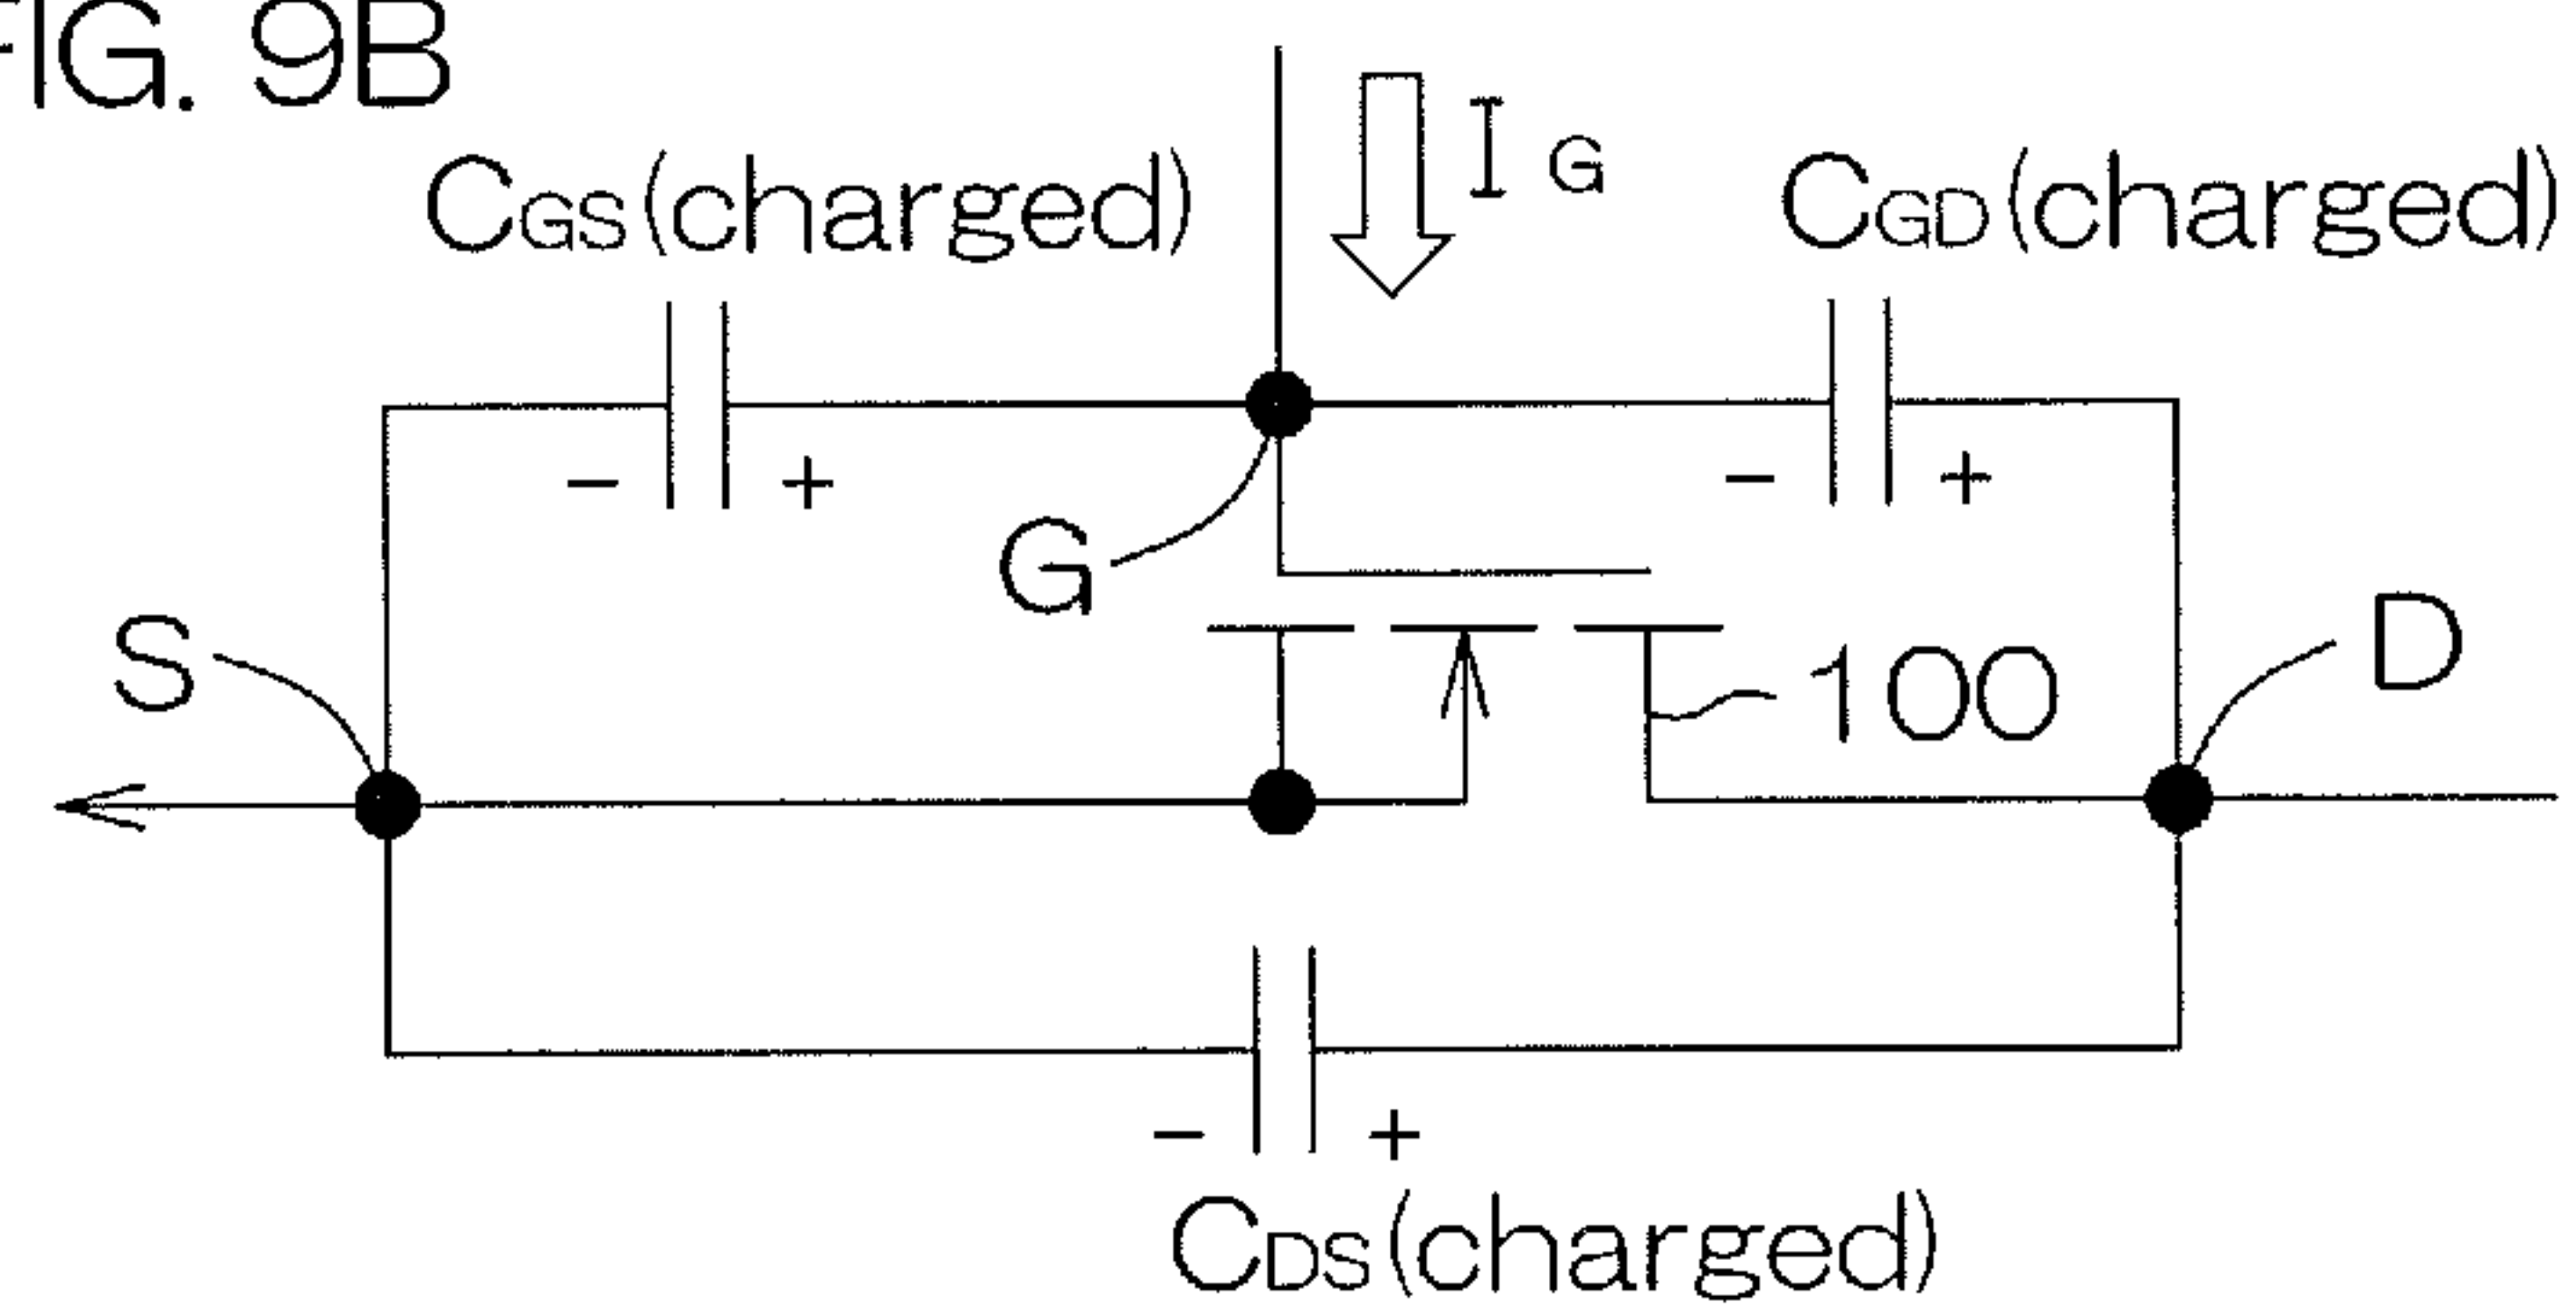 FIG. 9B
CGS(charged)
IG
CGD(charged)
- +
- +
G
S
D
100
- +
CDS(charged)